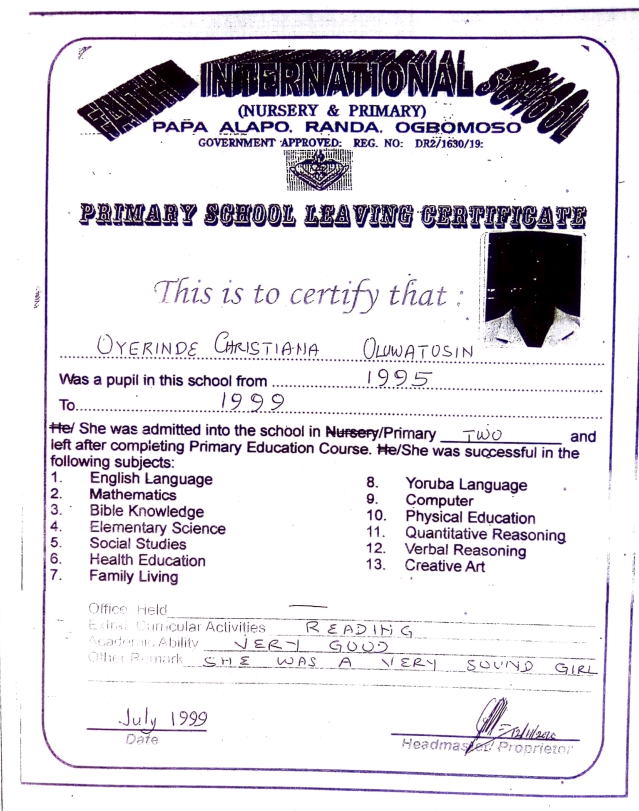 FAITH INTERNATIONAL SCHOOL
(NURSERY & PRIMARY)
PAPA ALAPO. RANDA. OGBOMOSO
GOVERNMENT APPROVED: REG. NO: DR2/1630/19:
PRIMARY SCHOOL LEAVING CERTIFICATE
This is to certify that :
OYERINDE CHRISTIANA OLUWATOSIN
Was a pupil in this school from 1995
To 1999
He/ She was admitted into the school in Nursery/Primary TWO and
left after completing Primary Education Course. He/She was successful in the
following subjects:
1. English Language
2. Mathematics
3. Bible Knowledge
4. Elementary Science
5. Social Studies
6. Health Education
7. Family Living
8. Yoruba Language
9. Computer
10. Physical Education
11. Quantitative Reasoning
12. Verbal Reasoning
13. Creative Art
Office Held —
Extra Curricular Activities READING
Academic Ability VERY GOOD
Other Remark SHE WAS A VERY SOUND GIRL
July 1999
Date
Headmaster/ Proprietor